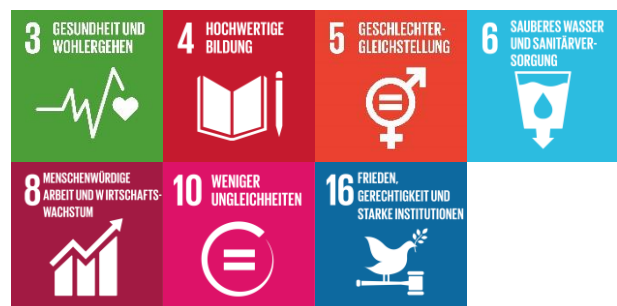 3 GESUNDHEIT UND
WOHLERGEHEN
4 HOCHWERTIGE
BILDUNG
5 GESCHLECHTER-
GLEICHSTELLUNG
6 SAUBERES WASSER
UND SANITÄRVER-
SORGUNG
8 MENSCHENWÜRDIGE
ARBEIT UND WIRTSCHAFTS-
WACHSTUM
10 WENIGER
UNGLEICHHEITEN
16 FRIEDEN,
GERECHTIGKEIT UND
STARKE INSTITUTIONEN